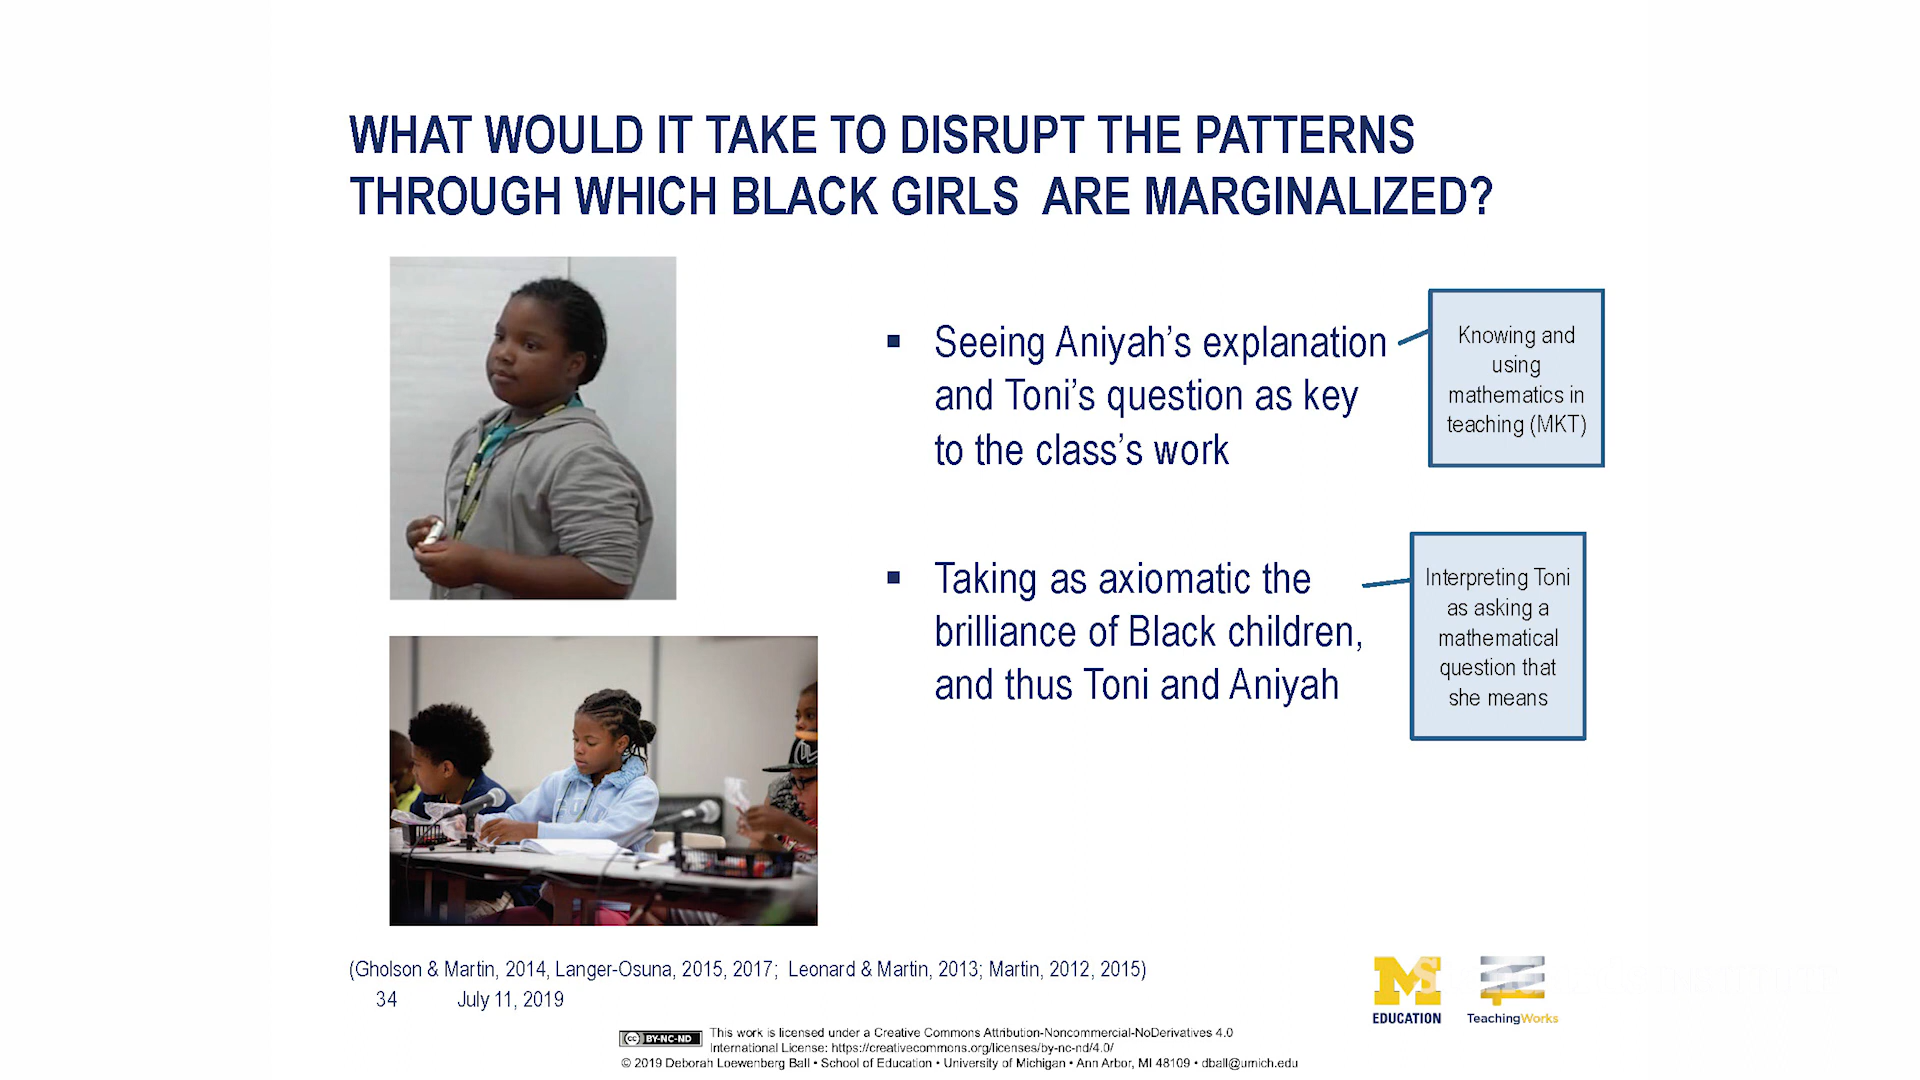 WHAT WOULD IT TAKE TO DISRUPT THE PATTERNS
THROUGH WHICH BLACK GIRLS ARE MARGINALIZED?
▪ Seeing Aniyah’s explanation
and Toni’s question as key
to the class’s work
Knowing and
using
mathematics in
teaching (MKT)
▪ Taking as axiomatic the
brilliance of Black children,
and thus Toni and Aniyah
Interpreting Toni
as asking a
mathematical
question that
she means
(Gholson & Martin, 2014, Langer-Osuna, 2015, 2017; Leonard & Martin, 2013; Martin, 2012, 2015)
34 July 11, 2019
M
EDUCATION
TeachingWorks
cc BY-NC-ND
This work is licensed under a Creative Commons Attribution-Noncommercial-NoDerivatives 4.0
International License: https://creativecommons.org/licenses/by-nc-nd/4.0/
© 2019 Deborah Loewenberg Ball • School of Education • University of Michigan • Ann Arbor, MI 48109 • dball@umich.edu